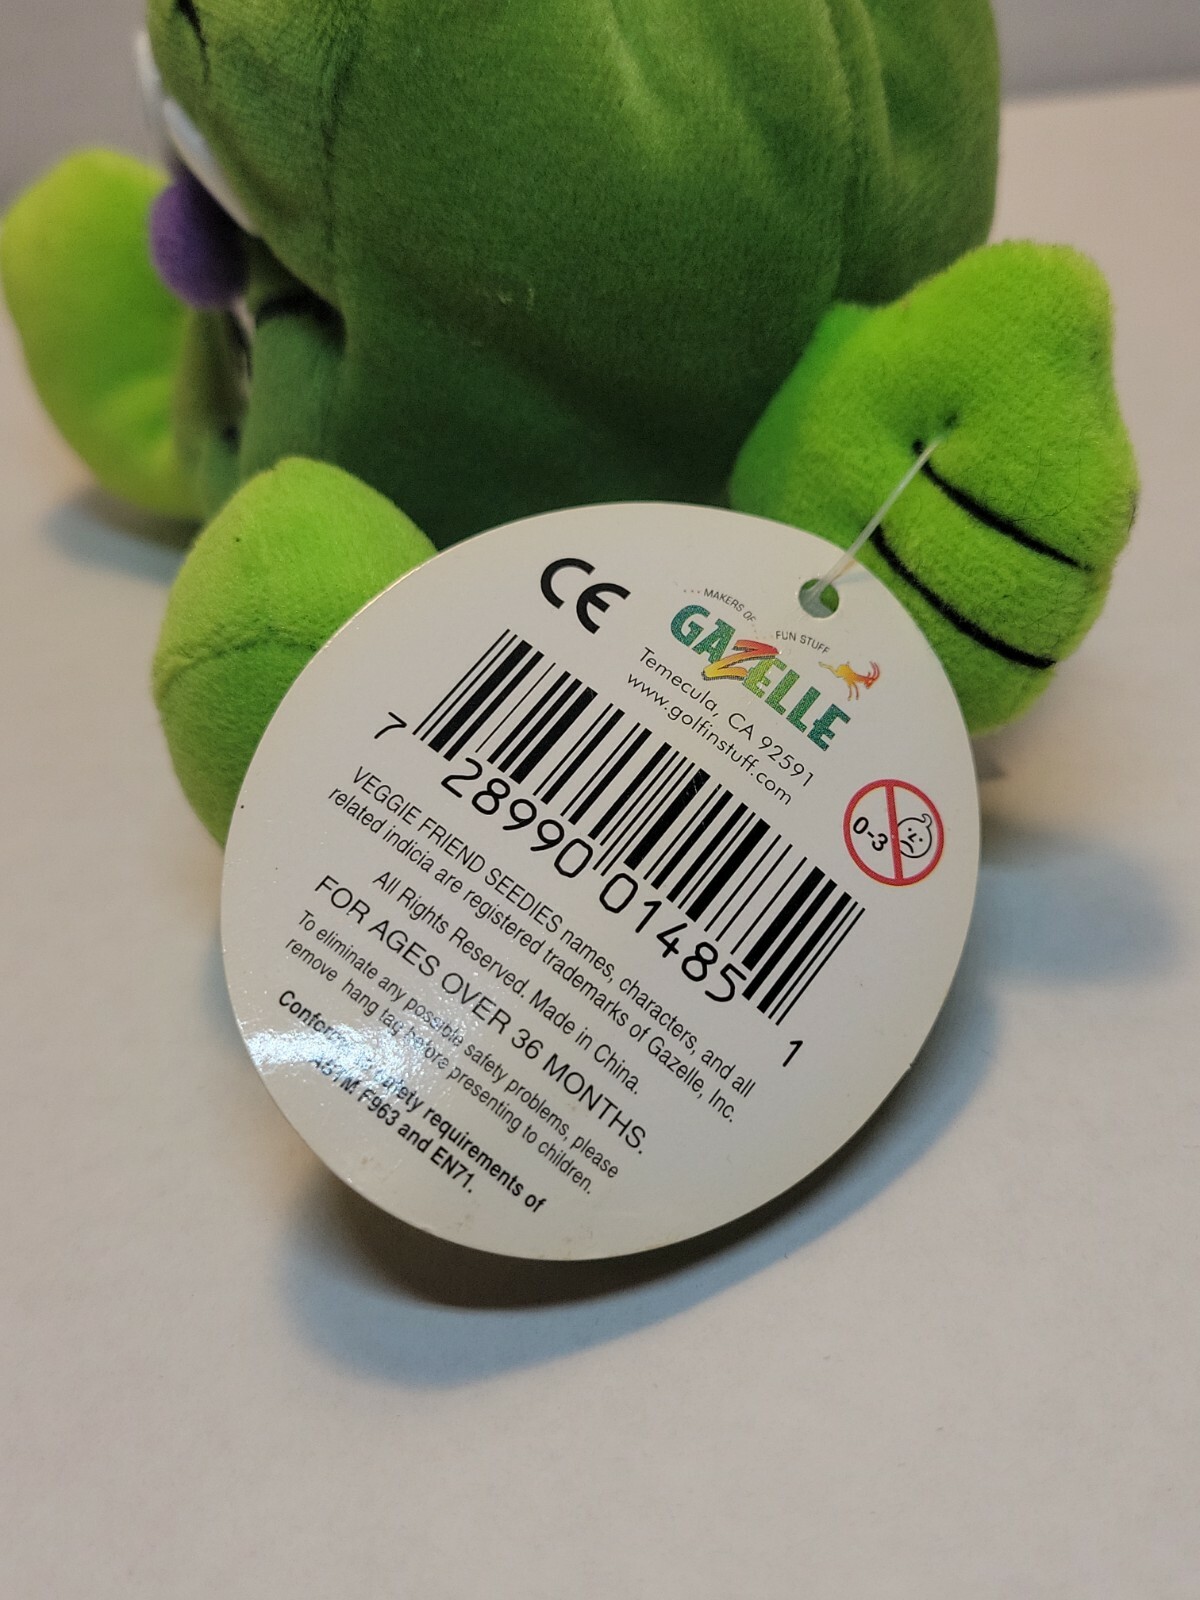 CE
...MAKERS OF... FUN STUFF
GAZELLE
Temecula, CA 92591
www.golfinstuff.com
0-3
7 28990 01485 1
VEGGIE FRIEND SEEDIES names, characters, and all
related indicia are registered trademarks of Gazelle, Inc.
All Rights Reserved. Made in China.
FOR AGES OVER 36 MONTHS.
To eliminate any possible safety problems, please
remove hang tag before presenting to children.
safety requirements of
ASTM F963 and EN71.